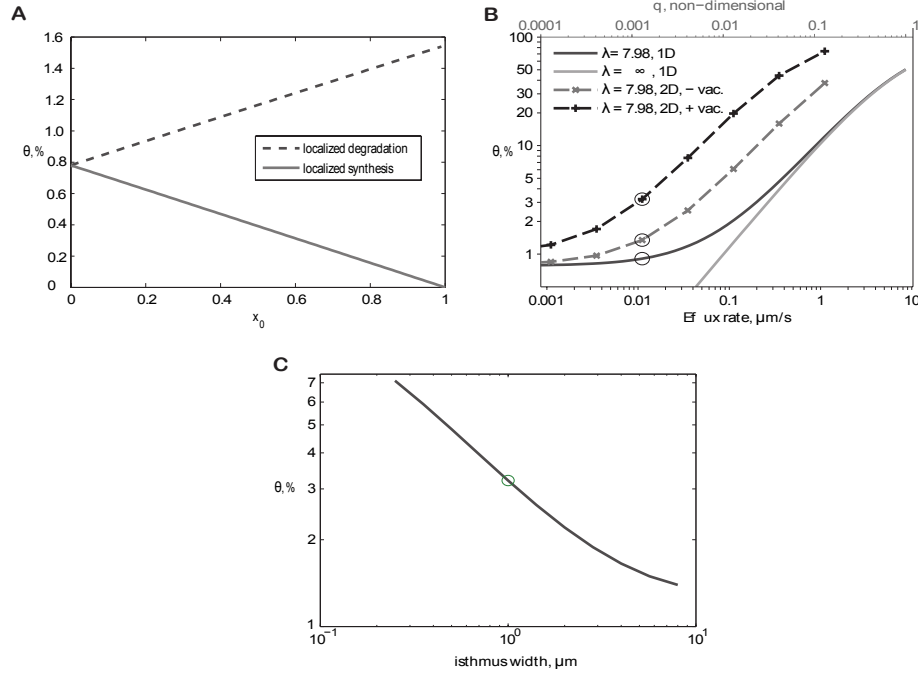 A
θ, %
1.6
1.4
1.2
1.0
0.8
0.6
0.4
0.2
0
0
0.2
0.4
0.6
0.8
1
x0
localized degradation
localized synthesis
B
q, non-dimensional
0.0001
0.001
0.01
0.1
1
100
50
30
10
5
3
2
1
θ, %
λ= 7.98, 1D
λ= ∞ , 1D
λ= 7.98, 2D, − vac.
λ= 7.98, 2D, + vac.
0.001
0.01
0.1
1
10
Ef ux rate, µm/s
C
7
6
5
4
3
2
1
θ, %
10⁻¹
10⁰
10¹
isthmus width, µm